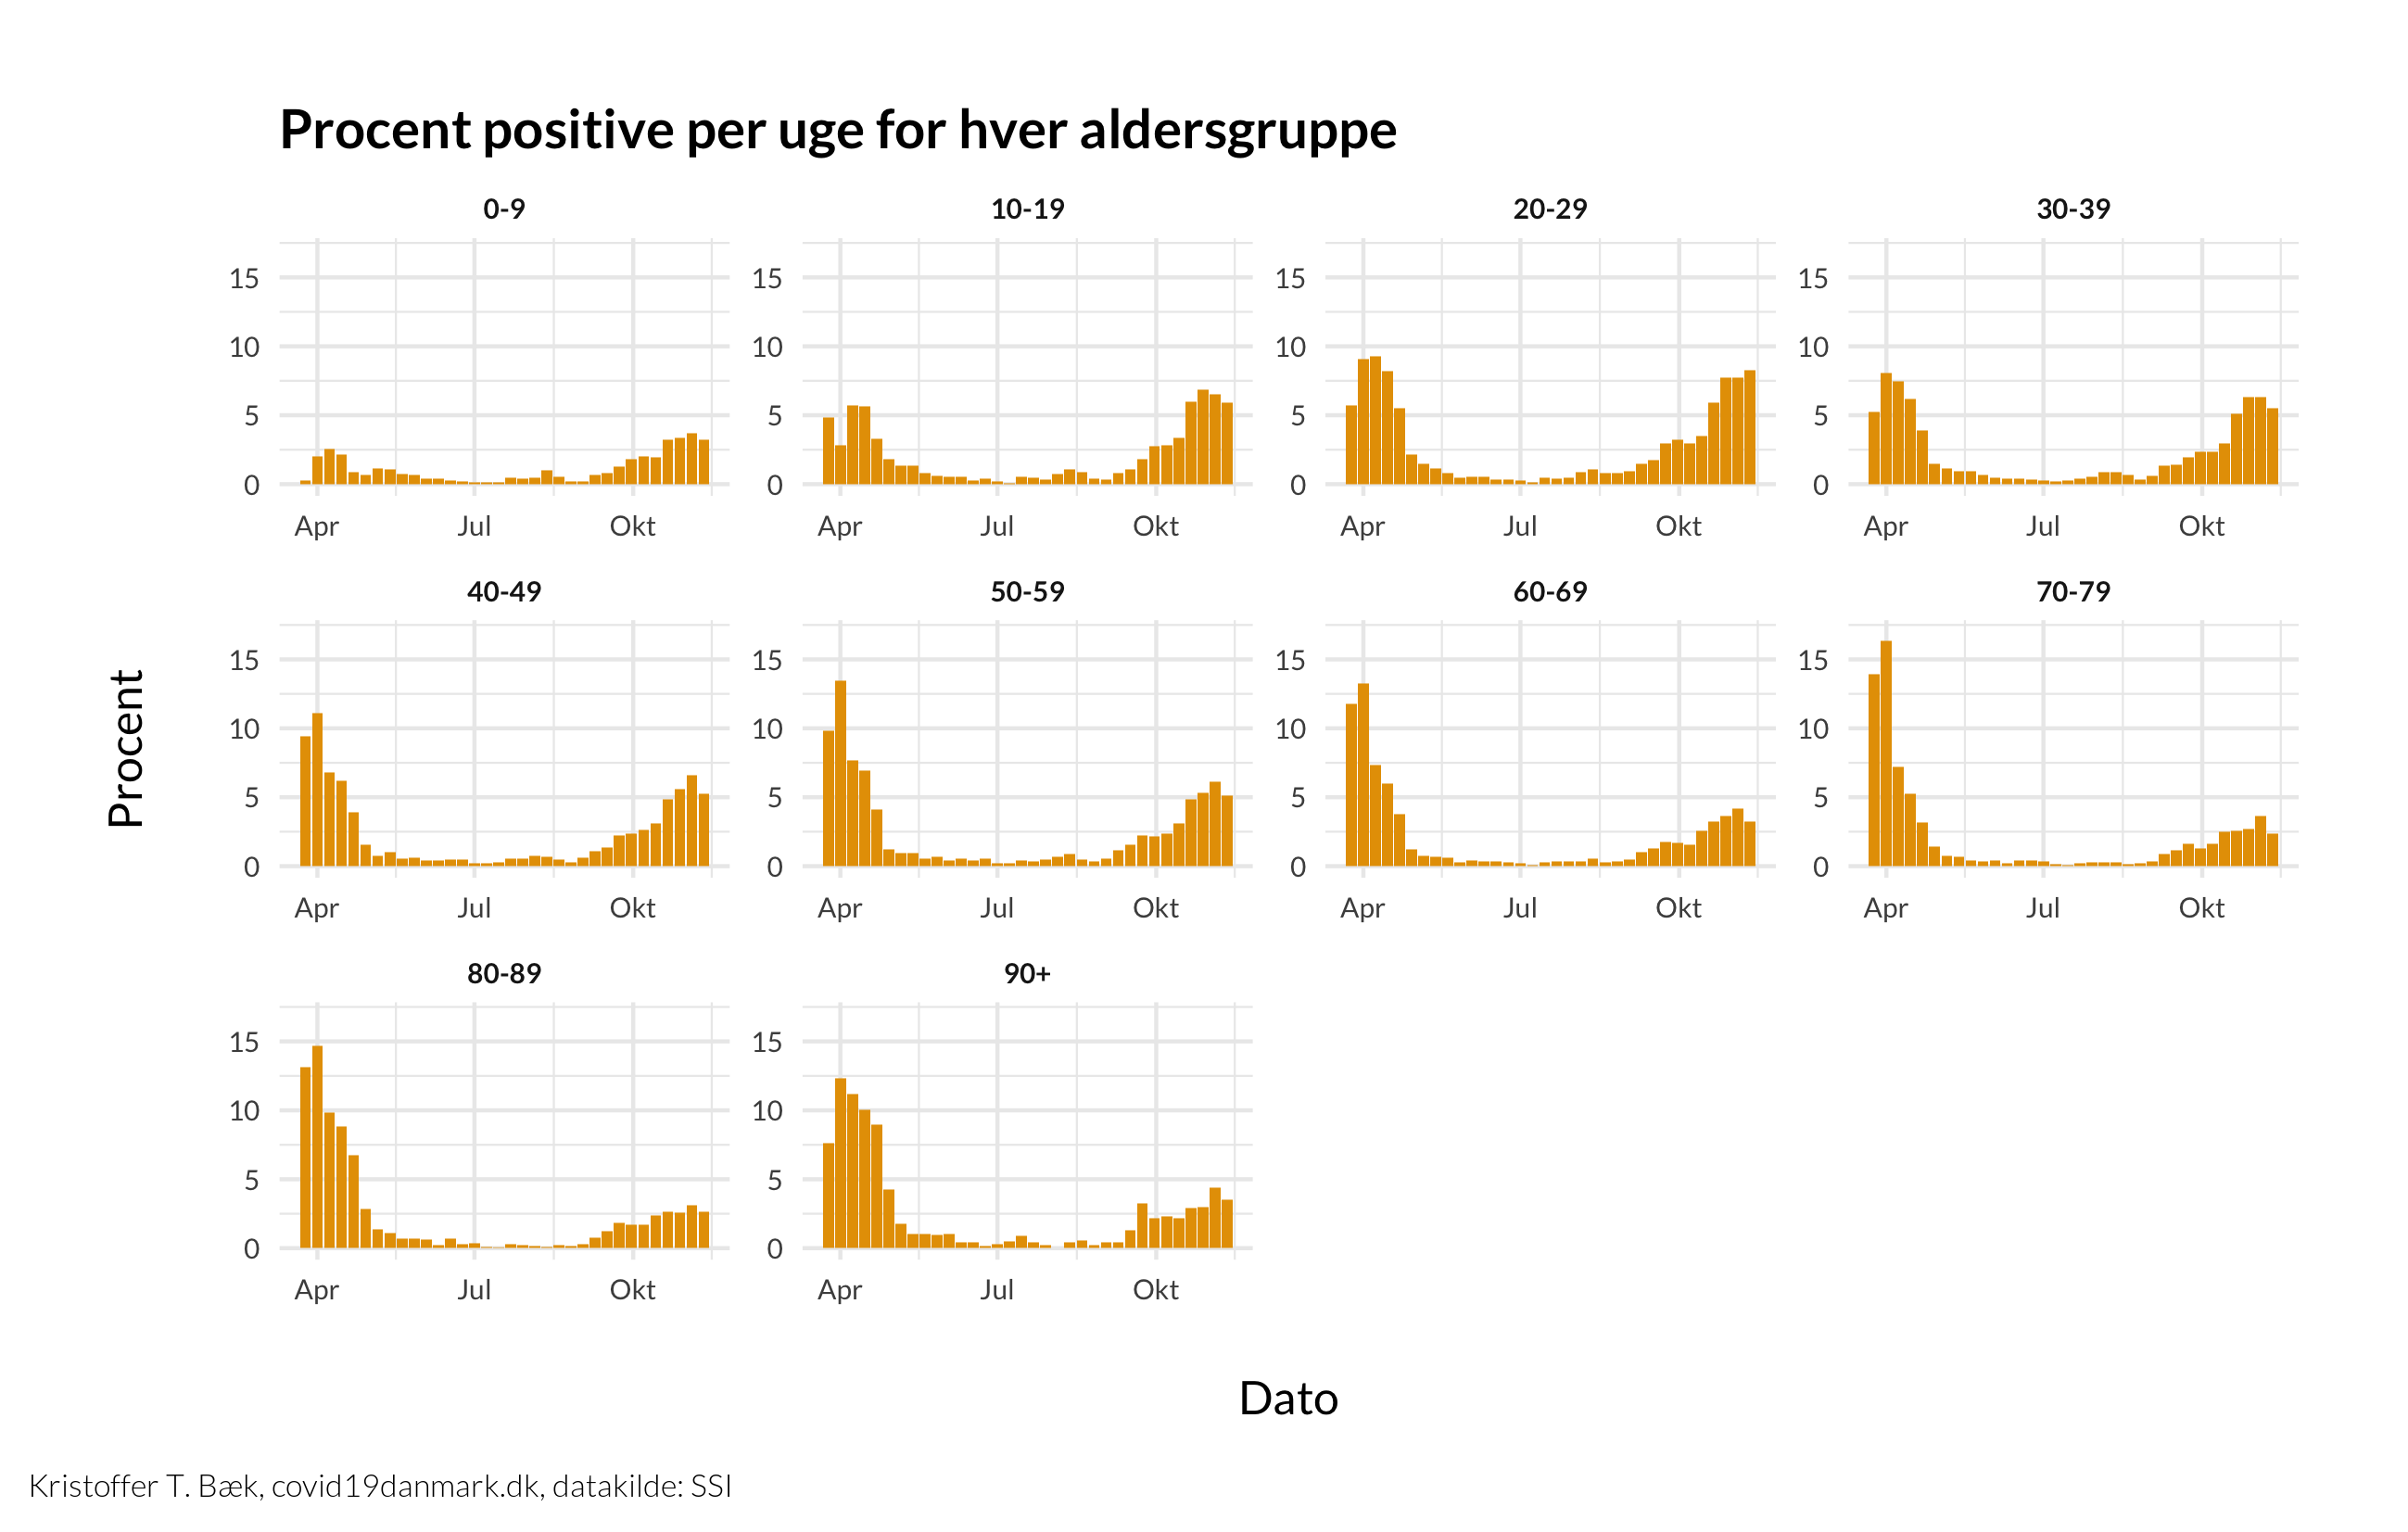 Procent positive per uge for hver aldersgruppe
0-9 10-19 20-29 30-39
15 15 15 15
10 10 10 10
5 5 5 5
0 0 0 0
Apr Jul Okt Apr Jul Okt Apr Jul Okt Apr Jul Okt
40-49 50-59 60-69 70-79
15 15 15 15
10 10 10 10
5 5 5 5
0 0 0 0
Apr Jul Okt Apr Jul Okt Apr Jul Okt Apr Jul Okt
Procent
80-89 90+
15 15
10 10
5 5
0 0
Apr Jul Okt Apr Jul Okt
Dato
Kristoffer T. Bæk, covid19danmark.dk, datakilde: SSI